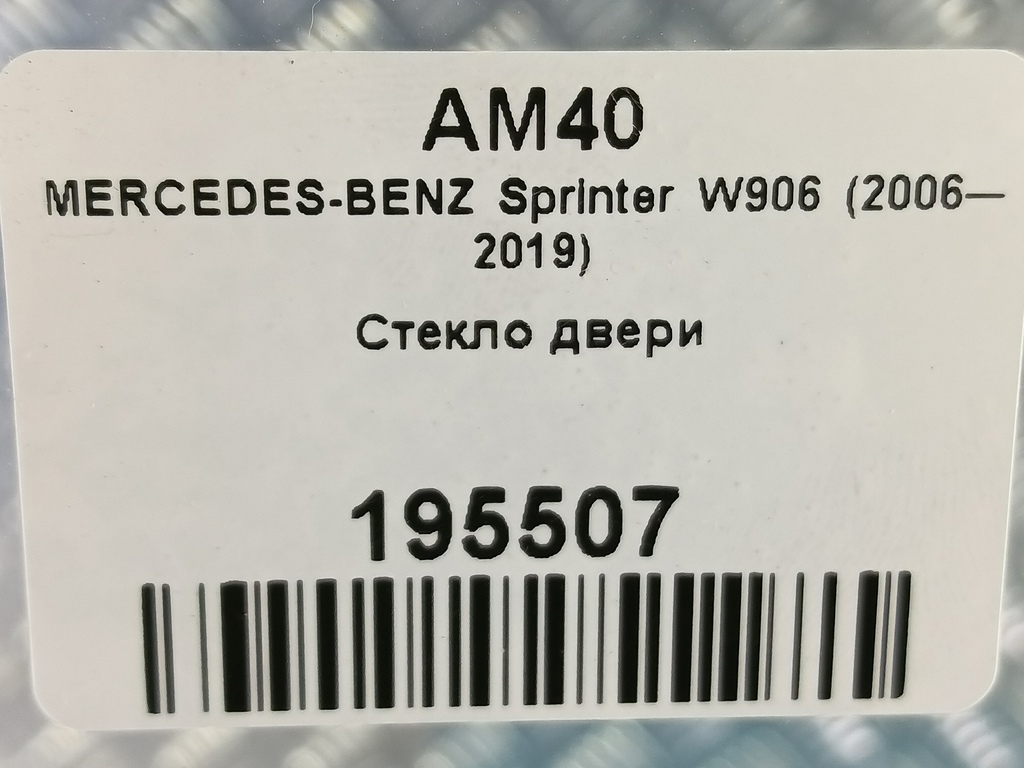 AM40
MERCEDES-BENZ Sprinter W906 (2006—
2019)
Стекло двери
195507